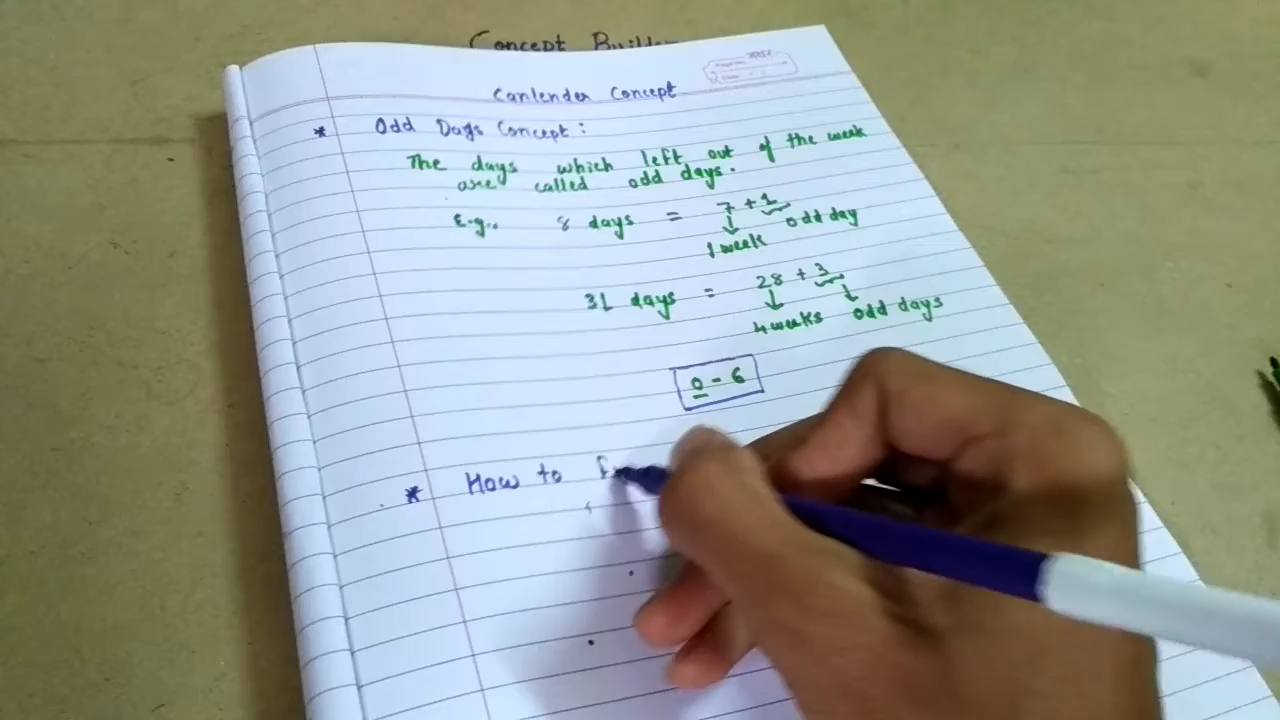 Concept Builder
Canlender Concept
* Odd Days Concept:
The days which left out of the week
are called odd days.
E.g., 8 days = 7 + 1
1 week odd day
31 days = 28 + 3
4 weeks odd days
0 - 6
* How to